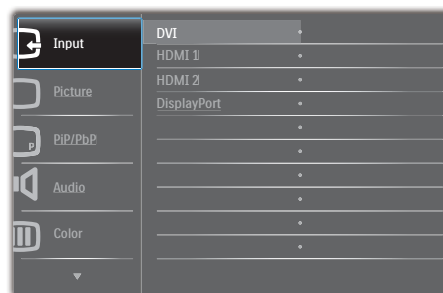 Input
Picture
P
PiP/PbP
Audio
Color
DVI
HDMI 1
HDMI 2
DisplayPort